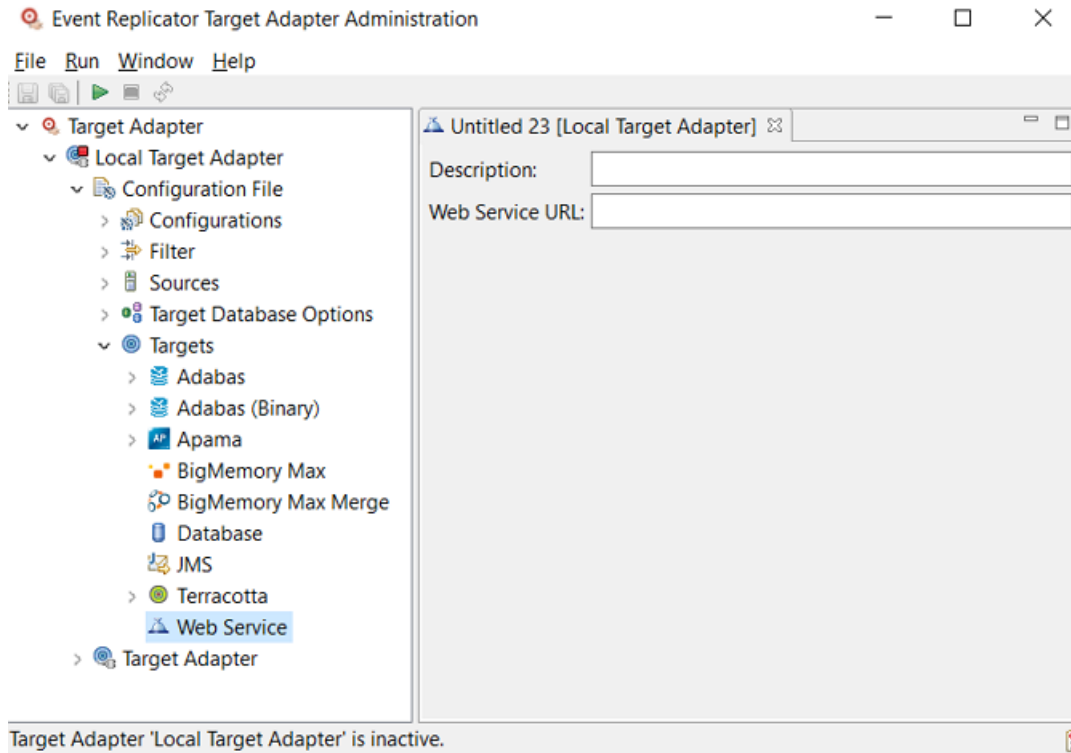 Event Replicator Target Adapter Administration
File Run Window Help
Target Adapter
Local Target Adapter
Configuration File
Configurations
Filter
Sources
Target Database Options
Targets
Adabas
Adabas (Binary)
AP Apama
BigMemory Max
BigMemory Max Merge
Database
JMS
Terracotta
Web Service
Target Adapter
Untitled 23 [Local Target Adapter]
Description:
Web Service URL:
Target Adapter 'Local Target Adapter' is inactive.